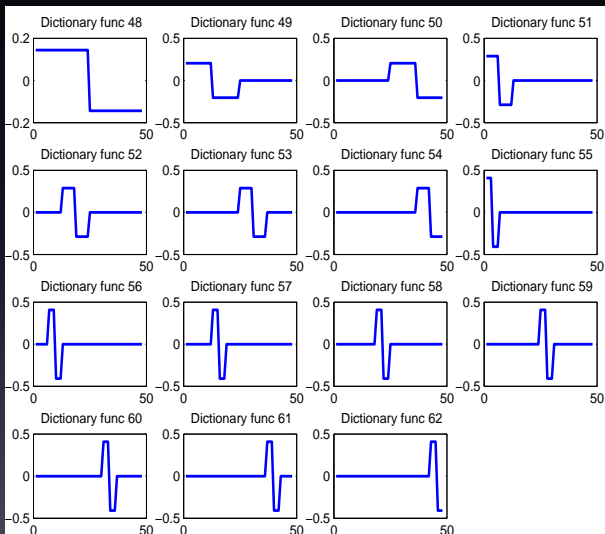 Dictionary func 48 Dictionary func 49 Dictionary func 50 Dictionary func 51
0.2 0.5 0.5 0.5
0 0 0 0
−0.2 −0.5 −0.5 −0.5
0 50 0 50 0 50 0 50
Dictionary func 52 Dictionary func 53 Dictionary func 54 Dictionary func 55
0.5 0.5 0.5 0.5
0 0 0 0
−0.5 −0.5 −0.5 −0.5
0 50 0 50 0 50 0 50
Dictionary func 56 Dictionary func 57 Dictionary func 58 Dictionary func 59
0.5 0.5 0.5 0.5
0 0 0 0
−0.5 −0.5 −0.5 −0.5
0 50 0 50 0 50 0 50
Dictionary func 60 Dictionary func 61 Dictionary func 62
0.5 0.5 0.5
0 0 0
−0.5 −0.5 −0.5
0 50 0 50 0 50